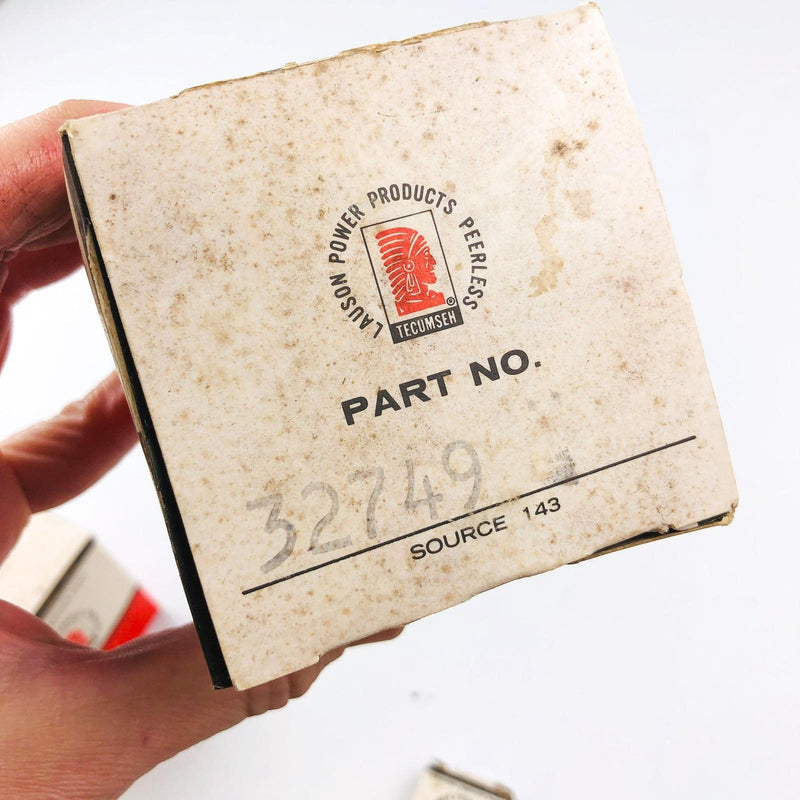 LAUSON POWER PRODUCTS PEERLESS
®
TECUMSEH
PART NO.
32749
SOURCE 143